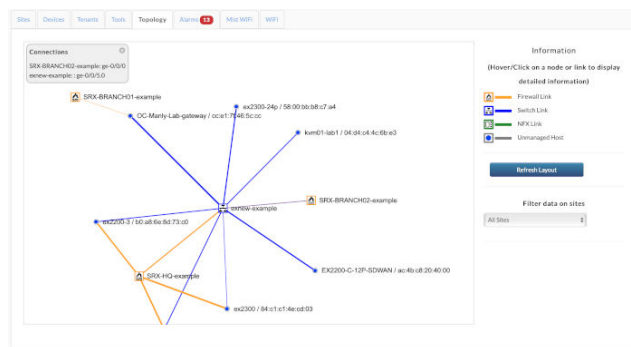 Sites Devices Tenants Tools Topology Alarms 13 Mist WiFi WiFi
Connections
SRX-BRANCH02-example: ge-0/0/0
exnew-example: : ge-0/0/5.0
SRX-BRANCH01-example
OC-Manly-Lab-gateway / cc:e1:7f:46:5c:cc
ex2300-24p / 58:00:bb:b8:c7:a4
kvm01-lab1 / 04:d4:c4:4c:6b:e3
exnew-example
SRX-BRANCH02-example
ex2200-3 / b0:a8:6e:8d:73:c0
SRX-HQ-example
EX2200-C-12P-SDWAN / ac:4b:c8:20:40:00
ex2300 / 84:c1:c1:4e:cd:03
Information
(Hover/Click on a node or link to display
detailed information)
Firewall Link
Switch Link
NFX Link
Unmanaged Host
Refresh Layout
Filter data on sites
All Sites